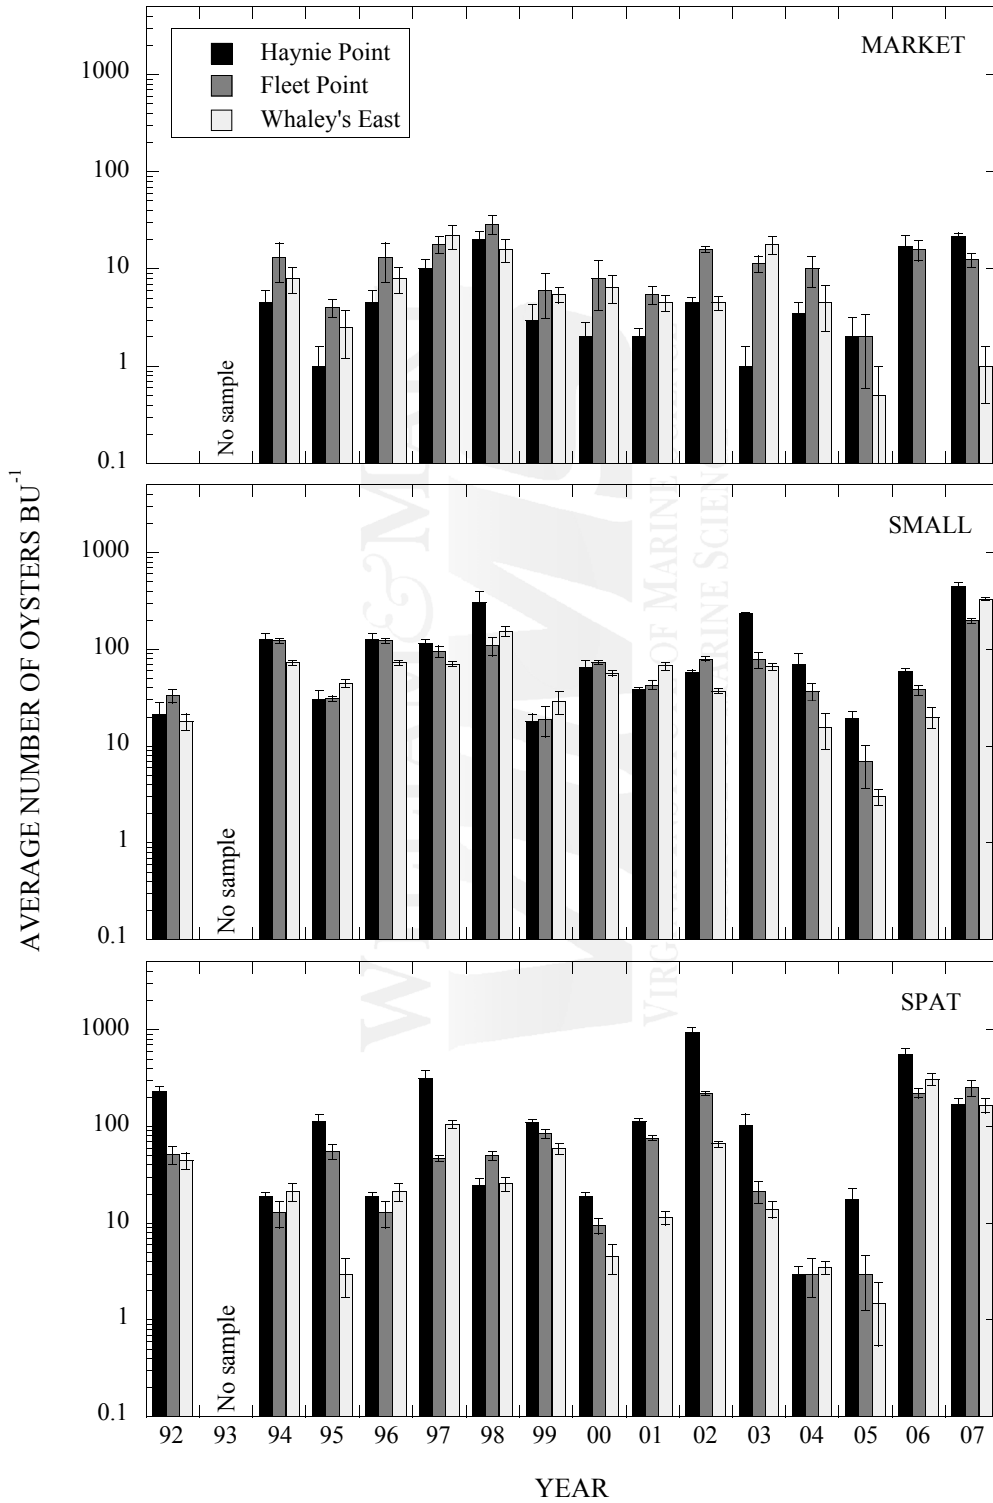 MARKET
Haynie Point
Fleet Point
Whaley's East
1000
100
10
1
0.1
No sample
SMALL
1000
100
10
1
0.1
No sample
SPAT
1000
100
10
1
0.1
No sample
AVERAGE NUMBER OF OYSTERS BU-1
92 93 94 95 96 97 98 99 00 01 02 03 04 05 06 07
YEAR